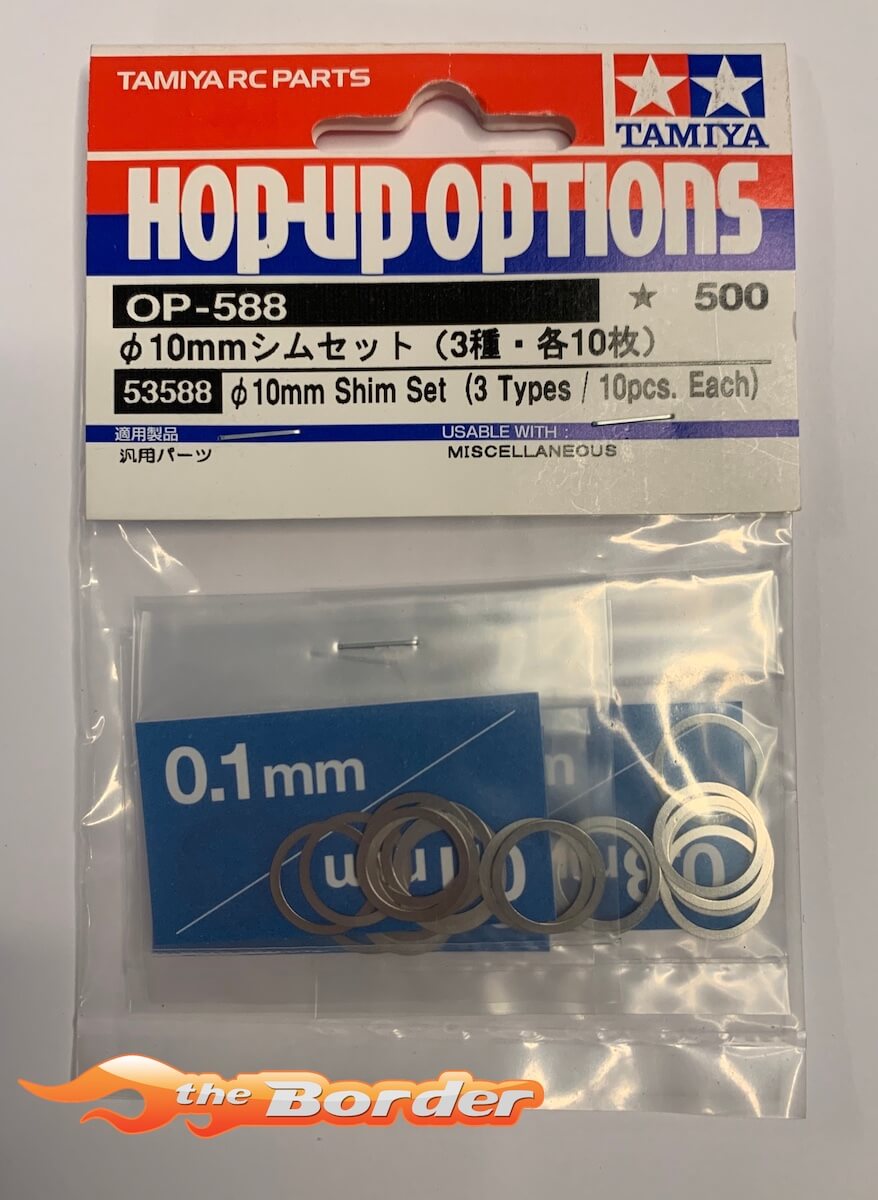 TAMIYA RC PARTS
TAMIYA
HOP-UP OPTIONS
OP-588 ★ 500
φ10mmシムセット（3種・各10枚）
53588 φ10mm Shim Set (3 Types / 10pcs. Each)
適用製品 USABLE WITH :
汎用パーツ MISCELLANEOUS
0.1mm
0.1mm
the Border